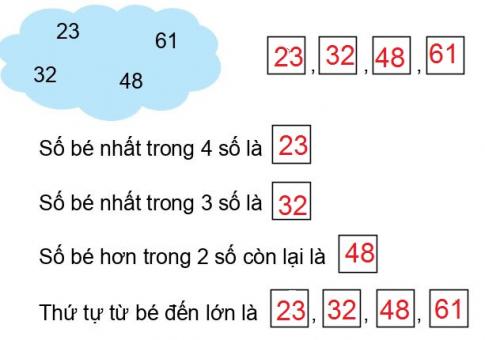 23
61
32
48
23, 32, 48, 61
Số bé nhất trong 4 số là 23
Số bé nhất trong 3 số là 32
Số bé hơn trong 2 số còn lại là 48
Thứ tự từ bé đến lớn là 23, 32, 48, 61